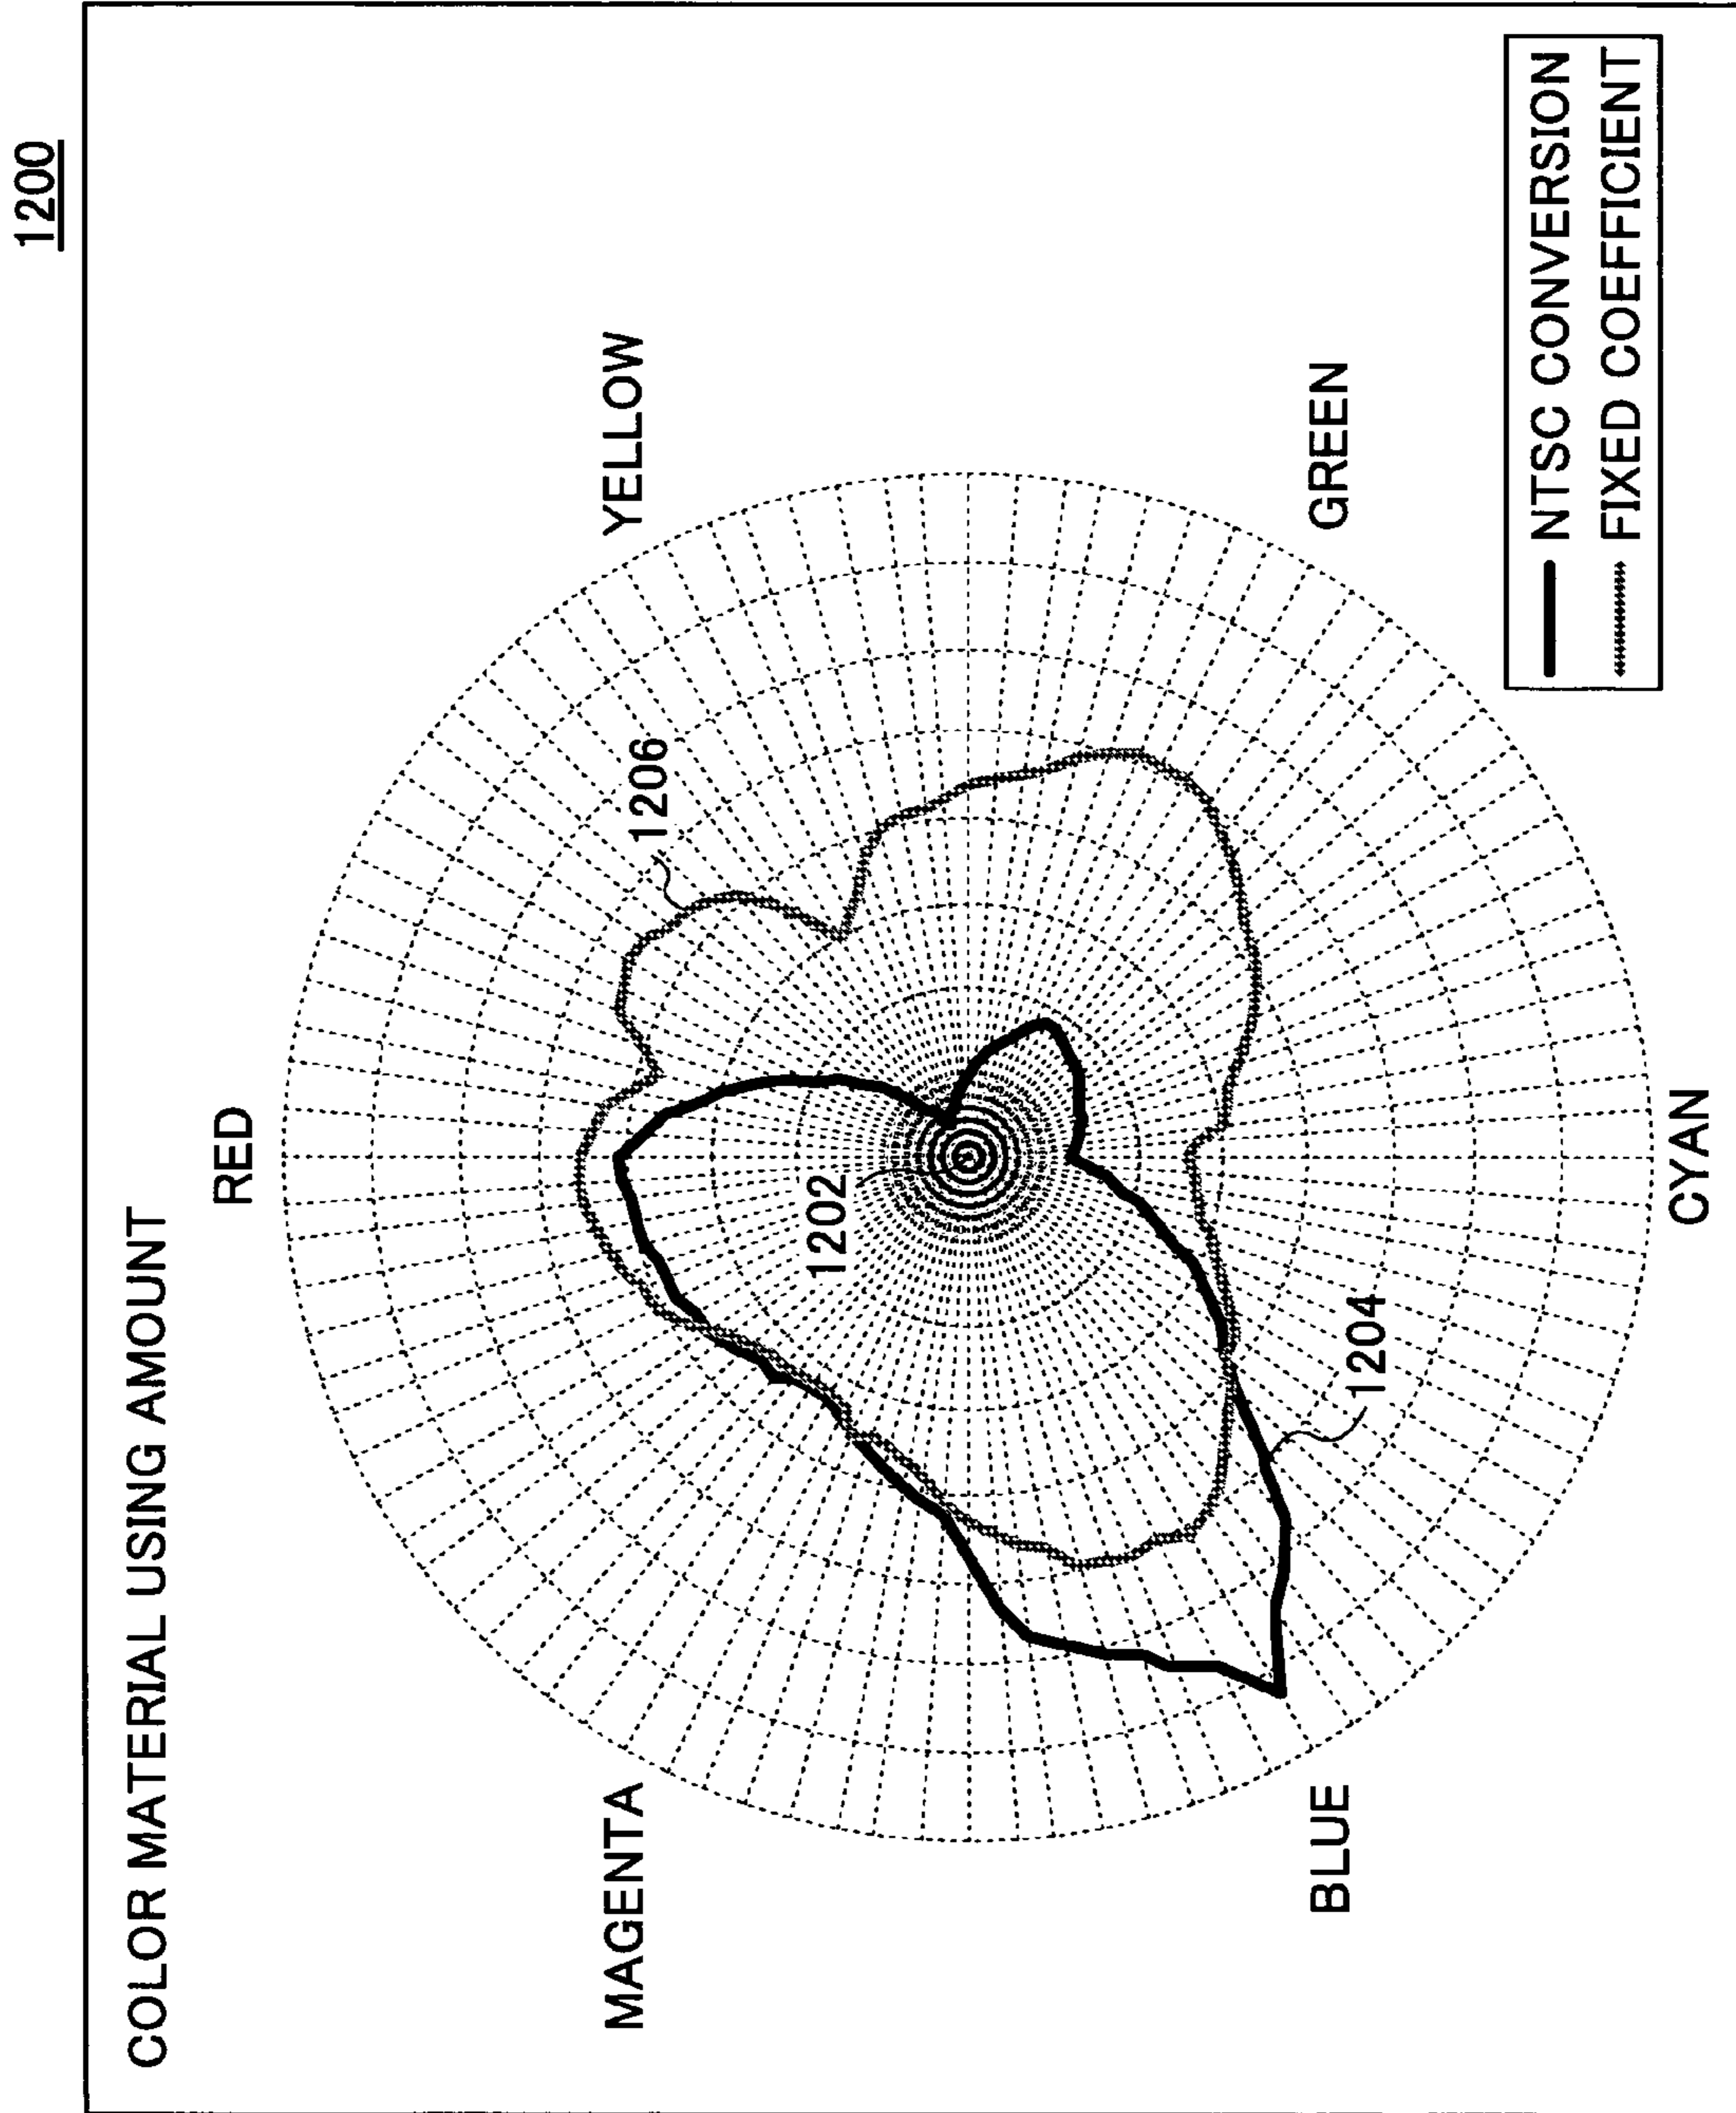 1200
COLOR MATERIAL USING AMOUNT
RED
MAGENTA
YELLOW
1206
1202
1204
BLUE
GREEN
CYAN
NTSC CONVERSION
FIXED COEFFICIENT